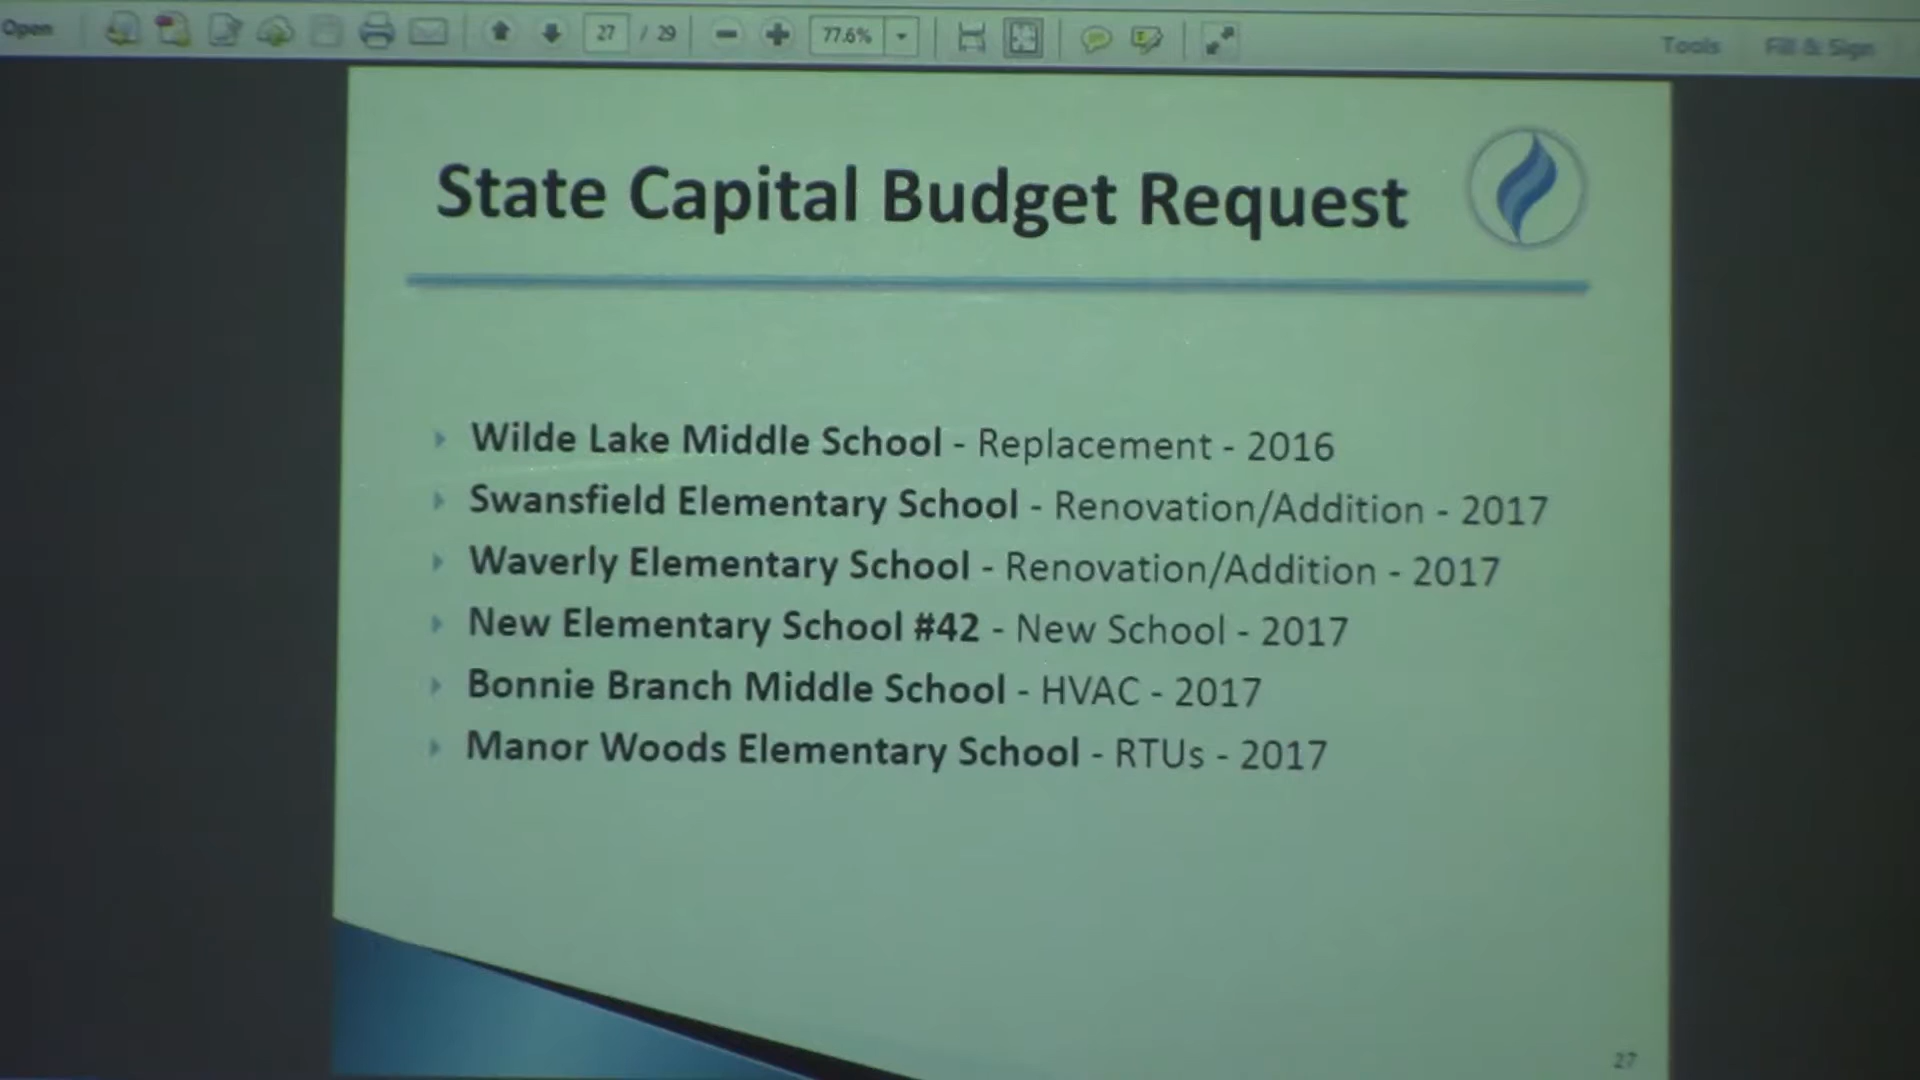 Open 27 / 29 77.6% Tools Fill & Sign
State Capital Budget Request
Wilde Lake Middle School - Replacement - 2016
Swansfield Elementary School - Renovation/Addition - 2017
Waverly Elementary School - Renovation/Addition - 2017
New Elementary School #42 - New School - 2017
Bonnie Branch Middle School - HVAC - 2017
Manor Woods Elementary School - RTUs - 2017
27